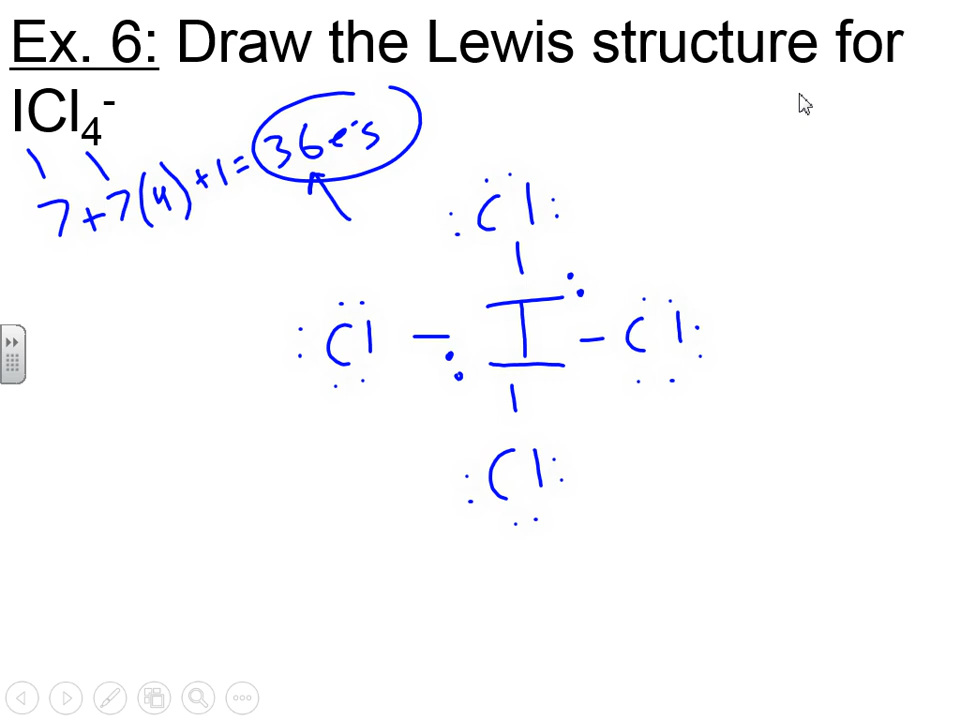 Ex. 6: Draw the Lewis structure for
ICl₄⁻
7+7(4)+1= 36e⁻'s
:Cl:
:Cl - I - Cl:
:Cl: